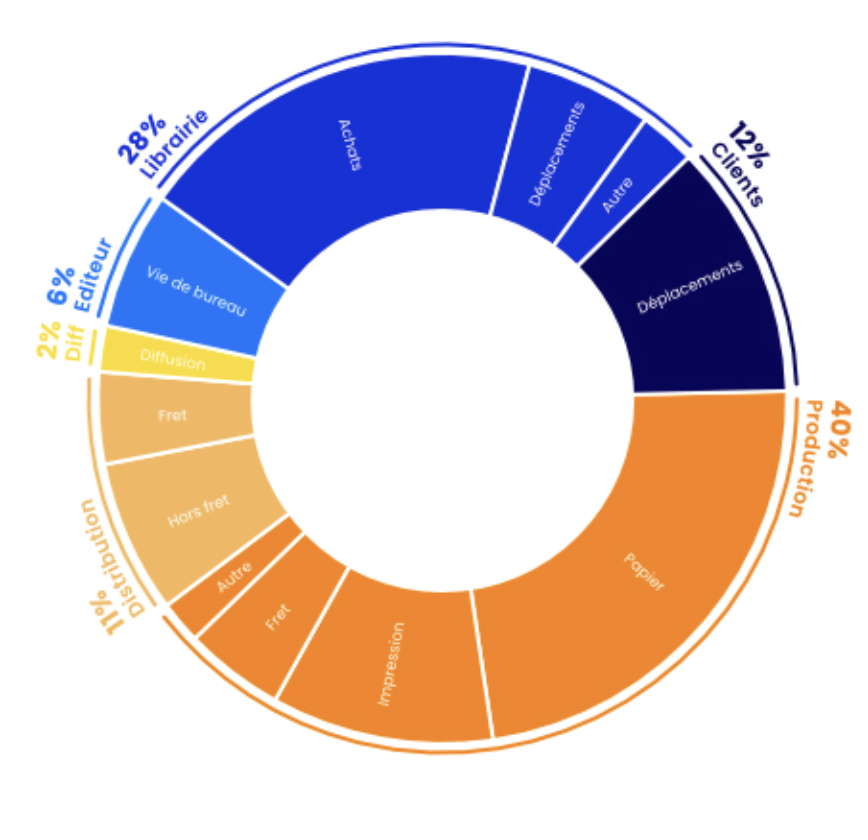 28%
Librairie
Achats
Déplacements
Autre
12%
Clients
Déplacements
40%
Production
Papier
Impression
Fret
Autre
11%
Distribution
Hors fret
Fret
2%
Diff
Diffusion
6%
Editeur
Vie de bureau